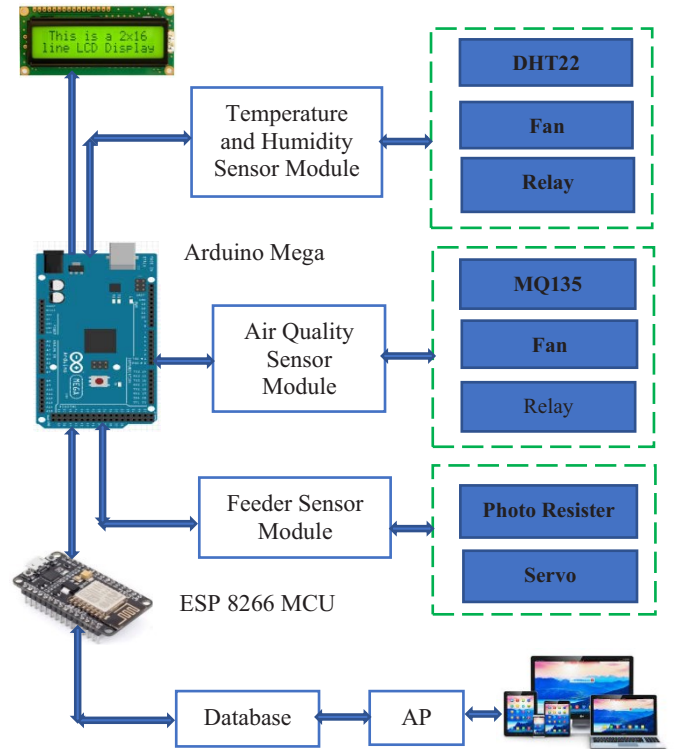 This is a 2x16
line LCD Display
Temperature
and Humidity
Sensor Module
DHT22
Fan
Relay
Arduino Mega
Air Quality
Sensor
Module
MQ135
Fan
Relay
MEGA
Feeder Sensor
Module
Photo Resister
Servo
ESP 8266 MCU
Database
AP